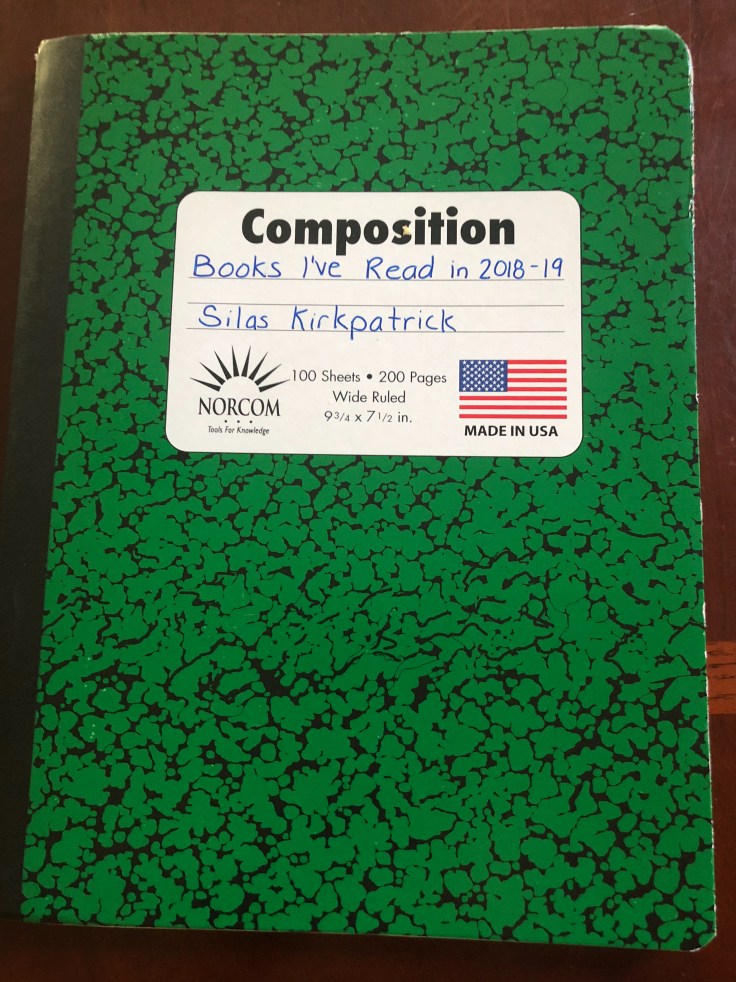 Composition
Books I've Read in 2018-19
Silas Kirkpatrick
NORCOM
Tools For Knowledge
100 Sheets • 200 Pages
Wide Ruled
9 3/4 x 7 1/2 in.
MADE IN USA